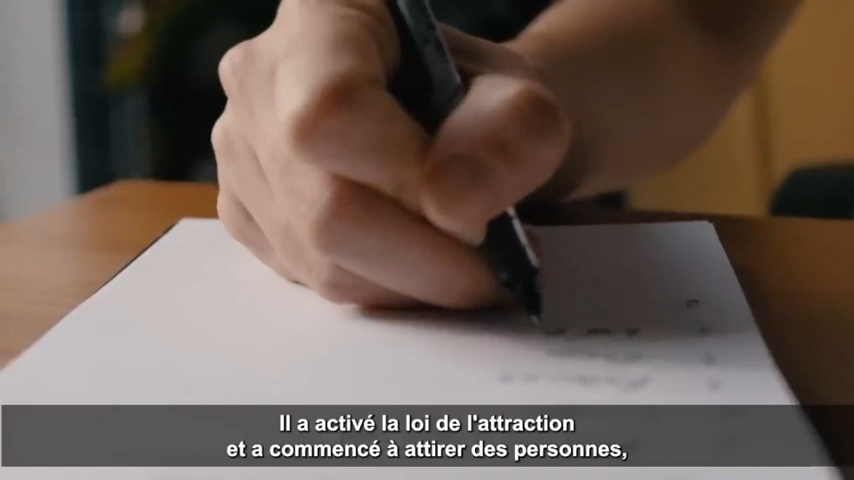 Il a activé la loi de l'attraction
et a commencé à attirer des personnes,